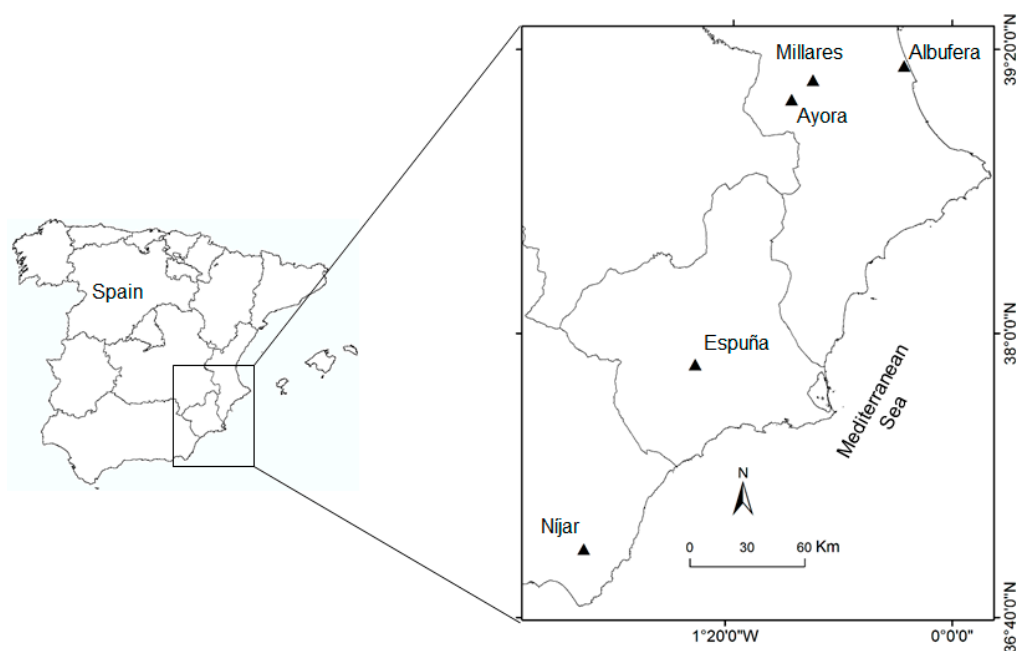 Spain
Millares
Albufera
Ayora
Espuña
Níjar
Mediterranean
Sea
N
0 30 60 Km
39°20'0"N
38°0'0"N
36°40'0"N
1°20'0"W
0°0'0"